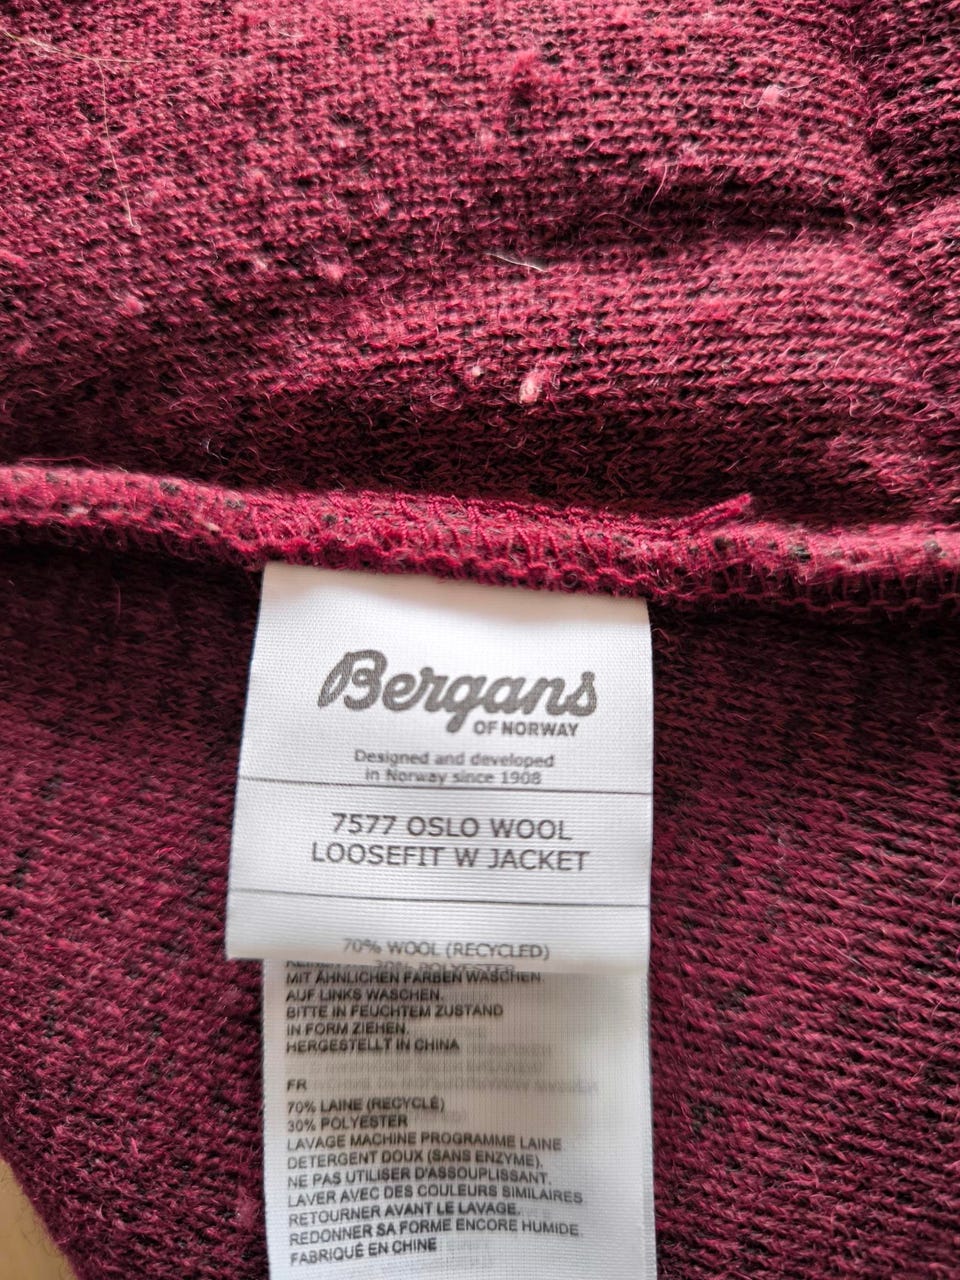 Bergans
OF NORWAY
Designed and developed
in Norway since 1908
7577 OSLO WOOL
LOOSEFIT W JACKET
70% WOOL (RECYCLED)
MIT ÄHNLICHEN FARBEN WASCHEN.
AUF LINKS WASCHEN.
BITTE IN FEUCHTEM ZUSTAND
IN FORM ZIEHEN.
HERGESTELLT IN CHINA
FR
70% LAINE (RECYCLÉ)
30% POLYESTER
LAVAGE MACHINE PROGRAMME LAINE
DETERGENT DOUX (SANS ENZYME).
NE PAS UTILISER D'ASSOUPLISSANT.
LAVER AVEC DES COULEURS SIMILAIRES
RETOURNER AVANT LE LAVAGE.
REDONNER SA FORME ENCORE HUMIDE.
FABRIQUÉ EN CHINE